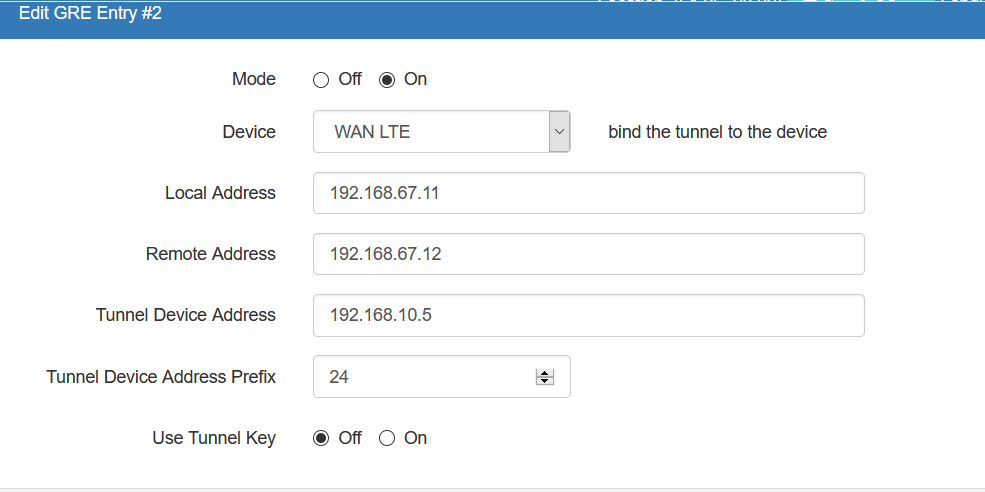 Edit GRE Entry #2
Mode Off On
Device WAN LTE bind the tunnel to the device
Local Address 192.168.67.11
Remote Address 192.168.67.12
Tunnel Device Address 192.168.10.5
Tunnel Device Address Prefix 24
Use Tunnel Key Off On